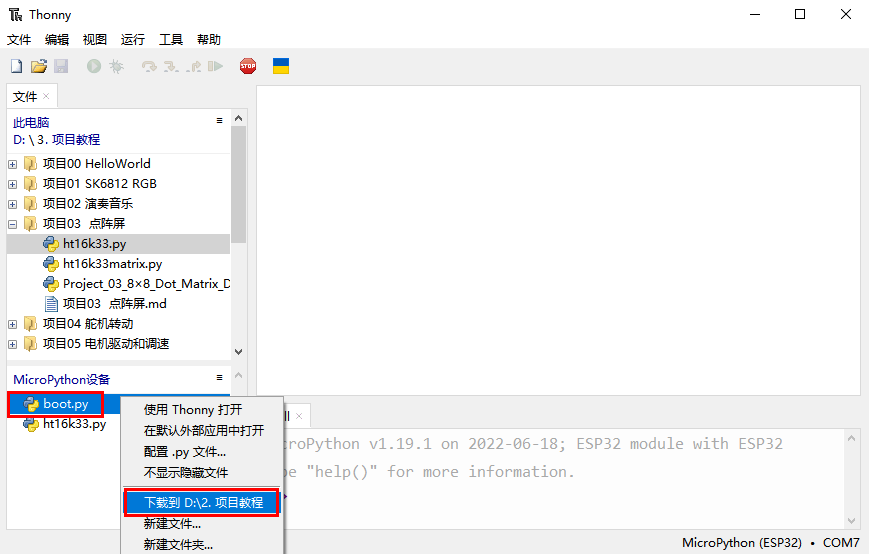 Thonny
文件 编辑 视图 运行 工具 帮助
STOP
文件
此电脑
D: \ 3. 项目教程
项目00 HelloWorld
项目01 SK6812 RGB
项目02 演奏音乐
项目03 点阵屏
ht16k33.py
ht16k33matrix.py
Project_03_8×8_Dot_Matrix_D
项目03 点阵屏.md
项目04 舵机转动
项目05 电机驱动和调速
MicroPython设备
boot.py
ht16k33.py
使用 Thonny 打开
在默认外部应用中打开
配置 .py 文件...
不显示隐藏文件
下载到 D:\2. 项目教程
新建文件...
新建文件夹...
croPython v1.19.1 on 2022-06-18; ESP32 module with ESP32
pe "help()" for more information.
MicroPython (ESP32) • COM7